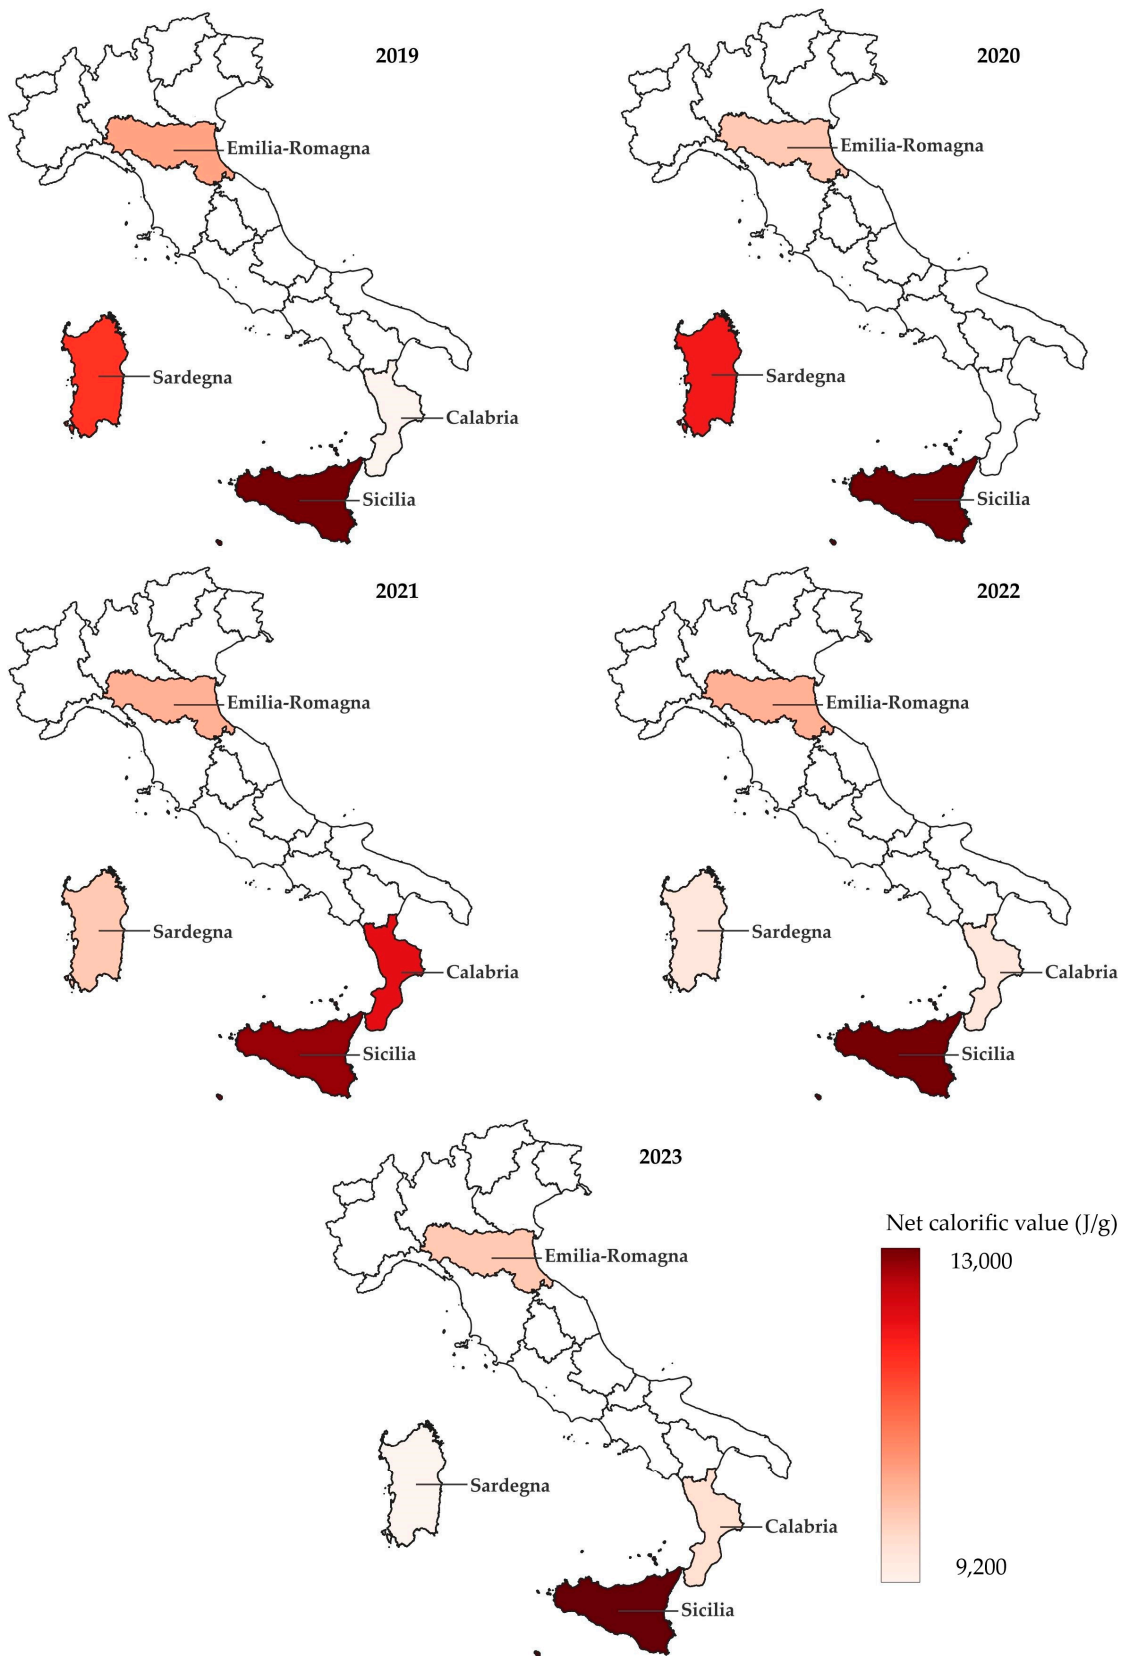 2019
2020
Emilia-Romagna
Emilia-Romagna
Sardegna
Sardegna
Calabria
Sicilia
Sicilia
2021
2022
Emilia-Romagna
Emilia-Romagna
Sardegna
Sardegna
Calabria
Calabria
Sicilia
Sicilia
2023
Net calorific value (J/g)
Emilia-Romagna
13,000
Sardegna
Calabria
9,200
Sicilia